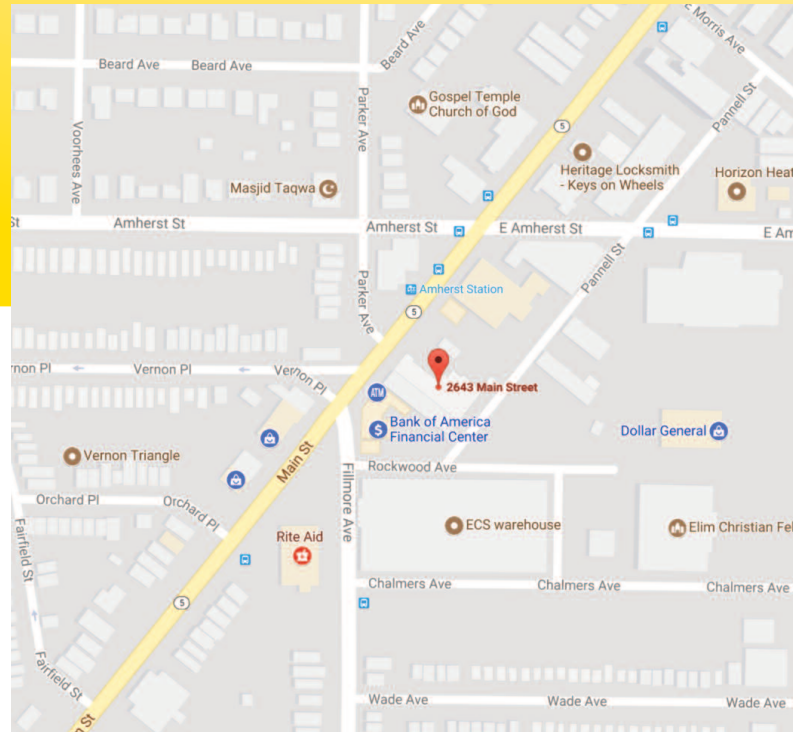 E Morris Ave
Beard Ave
Beard Ave
Beard Ave
Parker Ave
Gospel Temple
Church of God
Pannell St
5
Voorhees Ave
Heritage Locksmith
- Keys on Wheels
Horizon Heat
Masjid Taqwa
St
Amherst St
Amherst St
E Amherst St
E Am
Pannell St
Parker Ave
Amherst Station
5
rnon Pl
Vernon Pl
Vernon Pl
2643 Main Street
ATM
$
Bank of America
Financial Center
Dollar General
Vernon Triangle
Main St
Rockwood Ave
Fillmore Ave
Orchard Pl
Orchard Pl
Fairfield St
Rite Aid
ECS warehouse
Elim Christian Fel
Chalmers Ave
Chalmers Ave
Chalmers Ave
5
Fairfield St
Wade Ave
Wade Ave
Wade Ave
n St